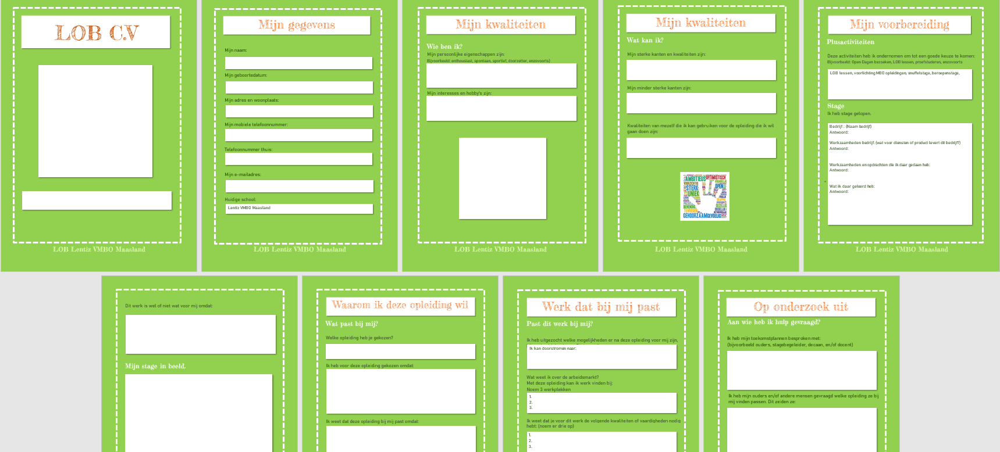 LOB C.V
LOB Lentiz VMBO Maasland
Mijn gegevens
Mijn naam:
Mijn geboortedatum:
Mijn adres en woonplaats:
Mijn mobiele telefoonnummer:
Telefoonnummer thuis:
Mijn e-mailadres:
Huidige school:
Lentiz VMBO Maasland
LOB Lentiz VMBO Maasland
Mijn kwaliteiten
Wie ben ik?
Mijn persoonlijke eigenschappen zijn:
Bijvoorbeeld: enthousiast, spontaan, sportief, doorzetter, enzovoorts)
Mijn interesses en hobby's zijn:
LOB Lentiz VMBO Maasland
Mijn kwaliteiten
Wat kan ik?
Mijn sterke kanten en kwaliteiten zijn:
Mijn minder sterke kanten zijn:
Kwaliteiten van mezelf die ik kan gebruiken voor de opleiding die ik wil
gaan doen zijn:
AMBITIEUS
OPTIMISTISCH
VOORZICHTIG
STERK
OPEN
UNIEK
GEZELLIG
BEHENDIG
TEVREDEN
GEHOORZAAM
GEVOELIG
LOB Lentiz VMBO Maasland
Mijn voorbereiding
Plusactiviteiten
Deze activiteiten heb ik ondernomen om tot een goede keuze te komen:
Bijvoorbeeld: Open Dagen bezoeken, LOB lessen, proefstuderen, enzovoorts
LOB lessen, voorlichting MBO opleidingen, snuffelstage, beroepenstage,
Stage
Ik heb stage gelopen.
Bedrijf : (Naam bedrijf)
Antwoord:
Werkzaamheden bedrijf: (wat voor diensten of product levert dit bedrijf?)
Antwoord:
Werkzaamheden en opdrachten die ik daar gedaan heb:
Antwoord:
Wat ik daar geleerd heb:
Antwoord:
LOB Lentiz VMBO Maasland
Dit werk is wel of niet wat voor mij omdat:
Mijn stage in beeld.
Waarom ik deze opleiding wil
Wat past bij mij?
Welke opleiding heb je gekozen?
Ik heb voor deze opleiding gekozen omdat:
Ik weet dat deze opleiding bij mij past omdat:
Werk dat bij mij past
Past dit werk bij mij?
Ik heb uitgezocht welke mogelijkheden er na deze opleiding voor mij zijn,
Ik kan doorstromen naar:
Wat weet ik over de arbeidsmarkt?
Met deze opleiding kan ik werk vinden bij:
Noem 3 werkplekken
1.
2.
3.
Ik weet dat je voor dit werk de volgende kwaliteiten of vaardigheden nodig
hebt: (noem er drie op)
1.
2.
3.
Op onderzoek uit
Aan wie heb ik hulp gevraagd?
Ik heb mijn toekomstplannen besproken met:
(bijvoorbeeld ouders, stagebegeleider, decaan, en/of docent)
Ik heb mijn ouders en/of andere mensen gevraagd welke opleiding ze bij
mij vinden passen. Dit zeiden ze: